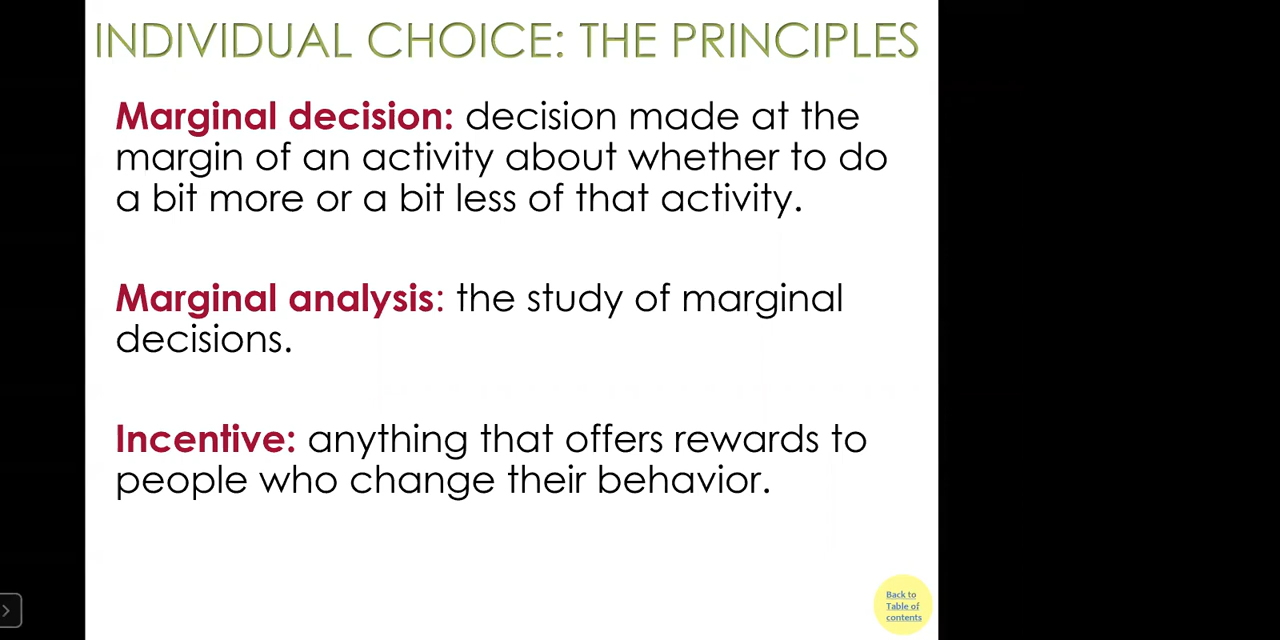 INDIVIDUAL CHOICE: THE PRINCIPLES
Marginal decision: decision made at the
margin of an activity about whether to do
a bit more or a bit less of that activity.
Marginal analysis: the study of marginal
decisions.
Incentive: anything that offers rewards to
people who change their behavior.
Back to
Table of
contents